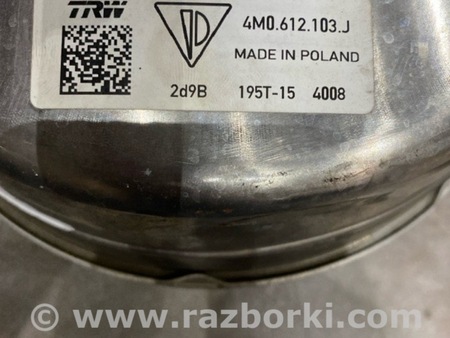 TRW
4M0.612.103.J
MADE IN POLAND
2d9B 195T-15 4008
www.razborki.com